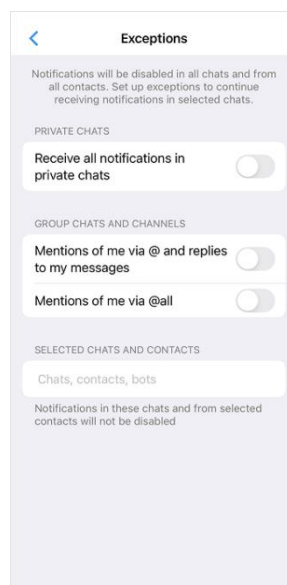 Exceptions
Notifications will be disabled in all chats and from
all contacts. Set up exceptions to continue
receiving notifications in selected chats.
PRIVATE CHATS
Receive all notifications in
private chats
GROUP CHATS AND CHANNELS
Mentions of me via @ and replies
to my messages
Mentions of me via @all
SELECTED CHATS AND CONTACTS
Chats, contacts, bots
Notifications in these chats and from selected
contacts will not be disabled